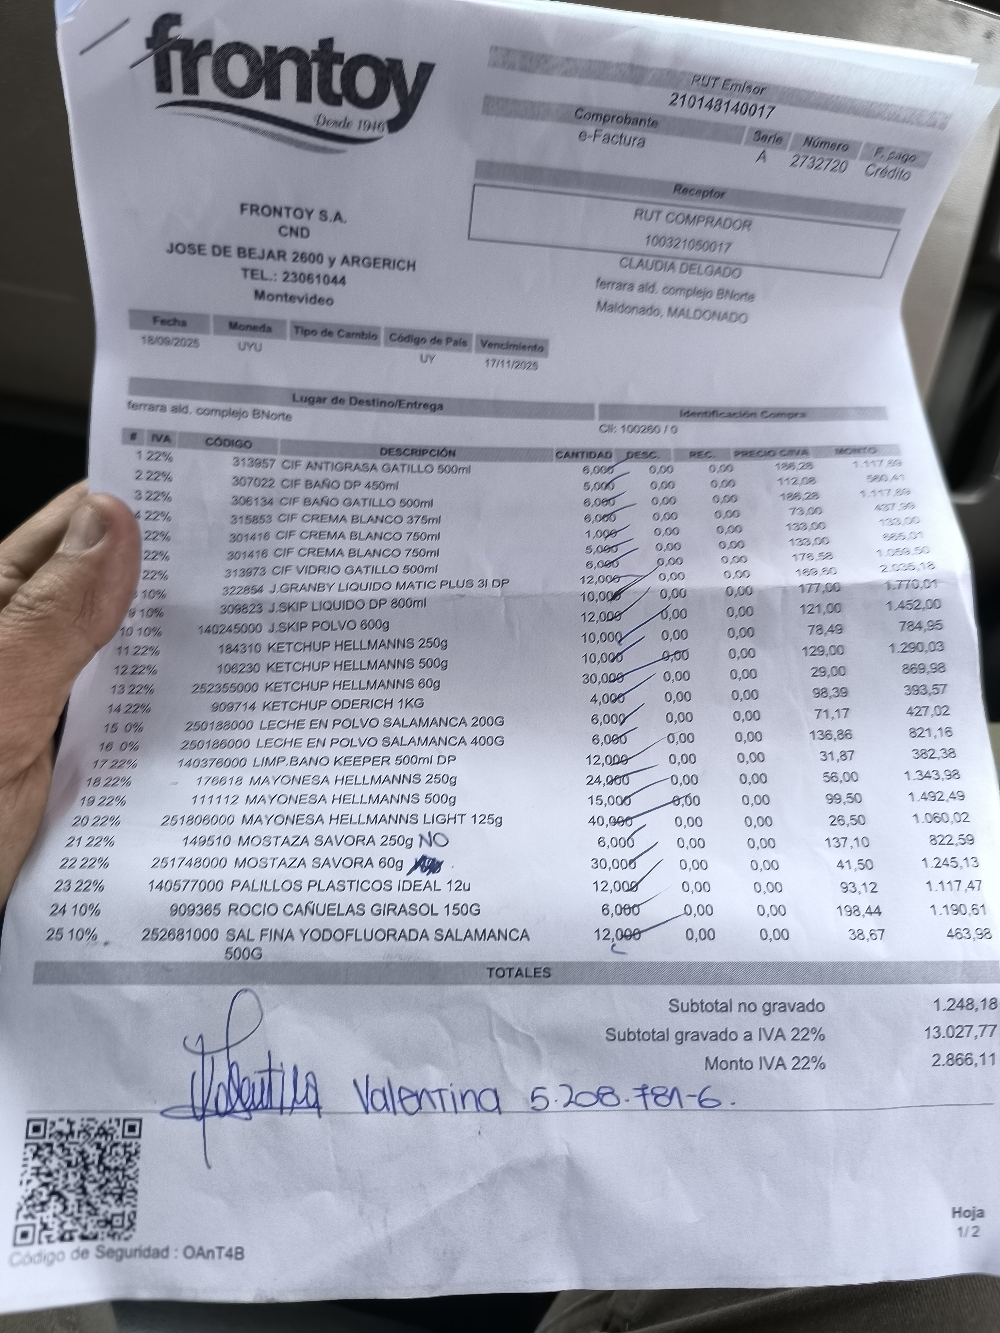 frontoy
Desde 1946
RUT Emisor
210148140017
Comprobante Serie Número F. pago
e-Factura A 2732720 Crédito
Receptor
RUT COMPRADOR
100321050017
CLAUDIA DELGADO
ferrara ald. complejo BNorte
Maldonado, MALDONADO
FRONTOY S.A.
CND
JOSE DE BEJAR 2600 y ARGERICH
TEL.: 23061044
Montevideo
Fecha Moneda Tipo de Cambio Código de País Vencimiento
18/09/2025 UYU UY 17/11/2025
Lugar de Destino/Entrega Identificación Compra
ferrara ald. complejo BNorte Cli: 100260 / 0
# IVA CÓDIGO DESCRIPCIÓN CANTIDAD DESC. REC. PRECIO C/IVA MONTO
1 22% 313957 CIF ANTIGRASA GATILLO 500ml 6,000 0,00 0,00 186,28 1.117,69
2 22% 307022 CIF BAÑO DP 450ml 5,000 0,00 0,00 112,08 560,41
3 22% 306134 CIF BAÑO GATILLO 500ml 6,000 0,00 0,00 186,28 1.117,69
4 22% 315853 CIF CREMA BLANCO 375ml 6,000 0,00 0,00 73,00 437,99
22% 301416 CIF CREMA BLANCO 750ml 1,000 0,00 0,00 133,00 133,00
22% 301416 CIF CREMA BLANCO 750ml 5,000 0,00 0,00 133,00 665,01
22% 313973 CIF VIDRIO GATILLO 500ml 6,000 0,00 0,00 176,58 1.059,50
10% 322854 J.GRANBY LIQUIDO MATIC PLUS 3l DP 12,000 0,00 0,00 169,60 2.035,18
9 10% 309823 J.SKIP LIQUIDO DP 800ml 10,000 0,00 0,00 177,00 1.770,01
10 10% 140245000 J.SKIP POLVO 600g 12,000 0,00 0,00 121,00 1.452,00
11 22% 184310 KETCHUP HELLMANNS 250g 10,000 0,00 0,00 78,49 784,95
12 22% 106230 KETCHUP HELLMANNS 500g 10,000 0,00 0,00 129,00 1.290,03
13 22% 252355000 KETCHUP HELLMANNS 60g 30,000 0,00 0,00 29,00 869,98
14 22% 909714 KETCHUP ODERICH 1KG 4,000 0,00 0,00 98,39 393,57
15 0% 250188000 LECHE EN POLVO SALAMANCA 200G 6,000 0,00 0,00 71,17 427,02
16 0% 250186000 LECHE EN POLVO SALAMANCA 400G 6,000 0,00 0,00 136,86 821,16
17 22% 140376000 LIMP.BANO KEEPER 500ml DP 12,000 0,00 0,00 31,87 382,38
18 22% 176618 MAYONESA HELLMANNS 250g 24,000 0,00 0,00 56,00 1.343,98
19 22% 111112 MAYONESA HELLMANNS 500g 15,000 0,00 0,00 99,50 1.492,49
20 22% 251806000 MAYONESA HELLMANNS LIGHT 125g 40,000 0,00 0,00 26,50 1.060,02
21 22% 149510 MOSTAZA SAVORA 250g NO 6,000 0,00 0,00 137,10 822,59
22 22% 251748000 MOSTAZA SAVORA 60g 30,000 0,00 0,00 41,50 1.245,13
23 22% 140577000 PALILLOS PLASTICOS IDEAL 12u 12,000 0,00 0,00 93,12 1.117,47
24 10% 909365 ROCIO CAÑUELAS GIRASOL 150G 6,000 0,00 0,00 198,44 1.190,61
25 10% 252681000 SAL FINA YODOFLUORADA SALAMANCA 12,000 0,00 0,00 38,67 463,98
500G
TOTALES
Subtotal no gravado 1.248,18
Subtotal gravado a IVA 22% 13.027,77
Monto IVA 22% 2.866,11
Valentina Valentina 5.208.781-6.
Hoja
1/2
Código de Seguridad : OAnT4B